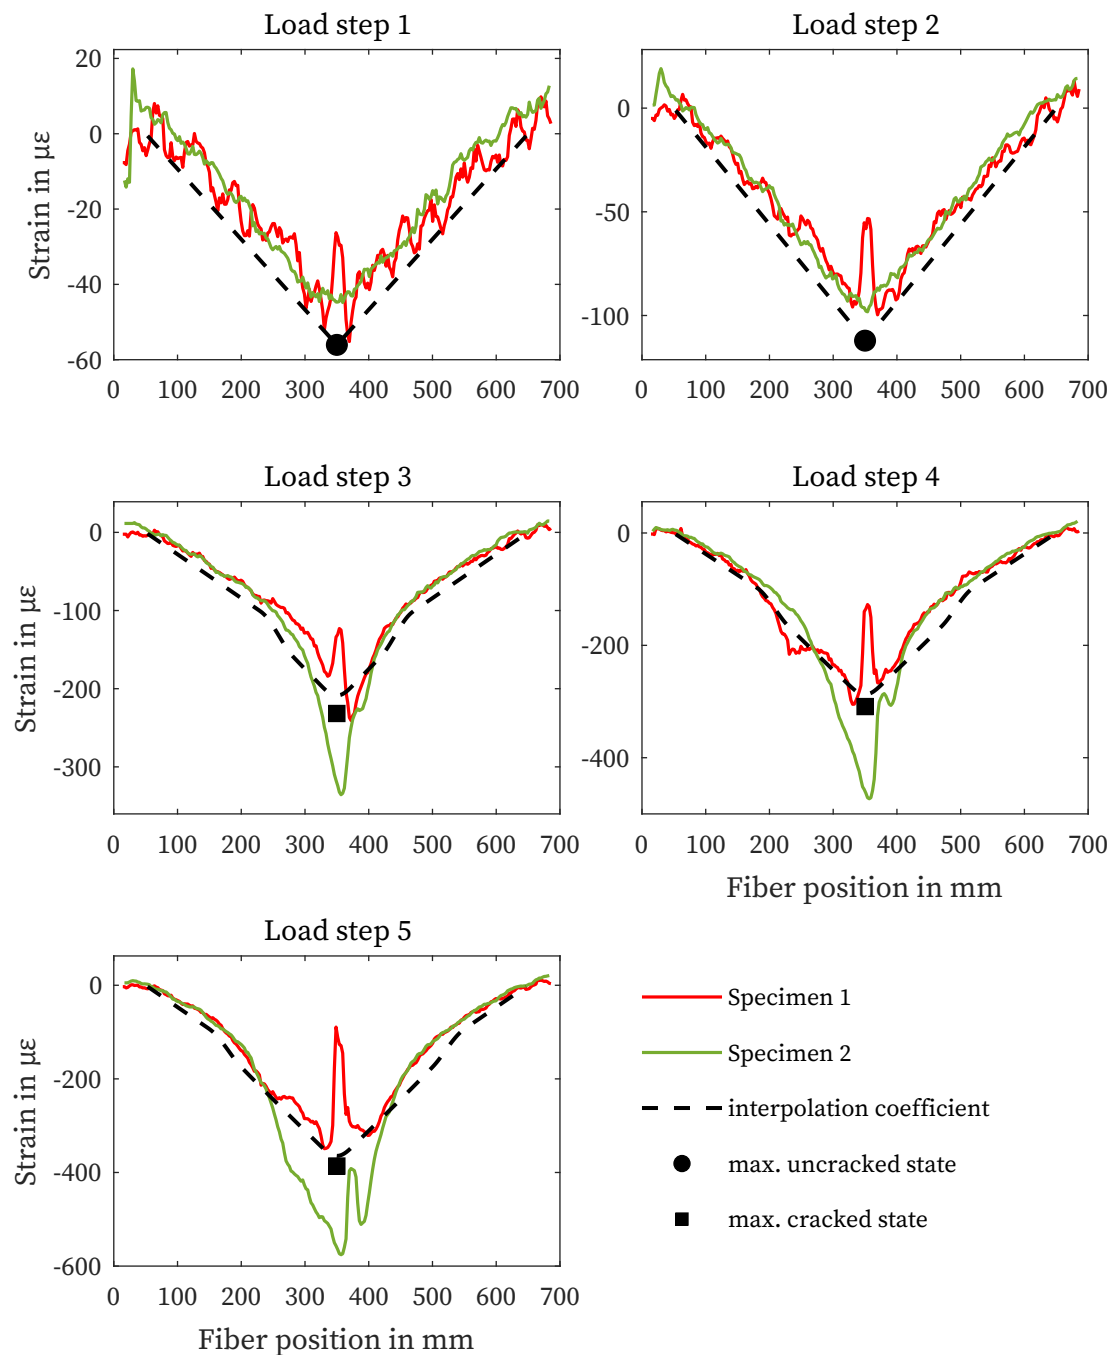 Load step 1
Load step 2
Strain in με
20
0
-20
-40
-60
0 100 200 300 400 500 600 700
0
-50
-100
0 100 200 300 400 500 600 700
Load step 3
Load step 4
Strain in με
0
-100
-200
-300
0 100 200 300 400 500 600 700
0
-200
-400
0 100 200 300 400 500 600 700
Fiber position in mm
Load step 5
Strain in με
0
-200
-400
-600
0 100 200 300 400 500 600 700
Fiber position in mm
Specimen 1
Specimen 2
interpolation coefficient
max. uncracked state
max. cracked state